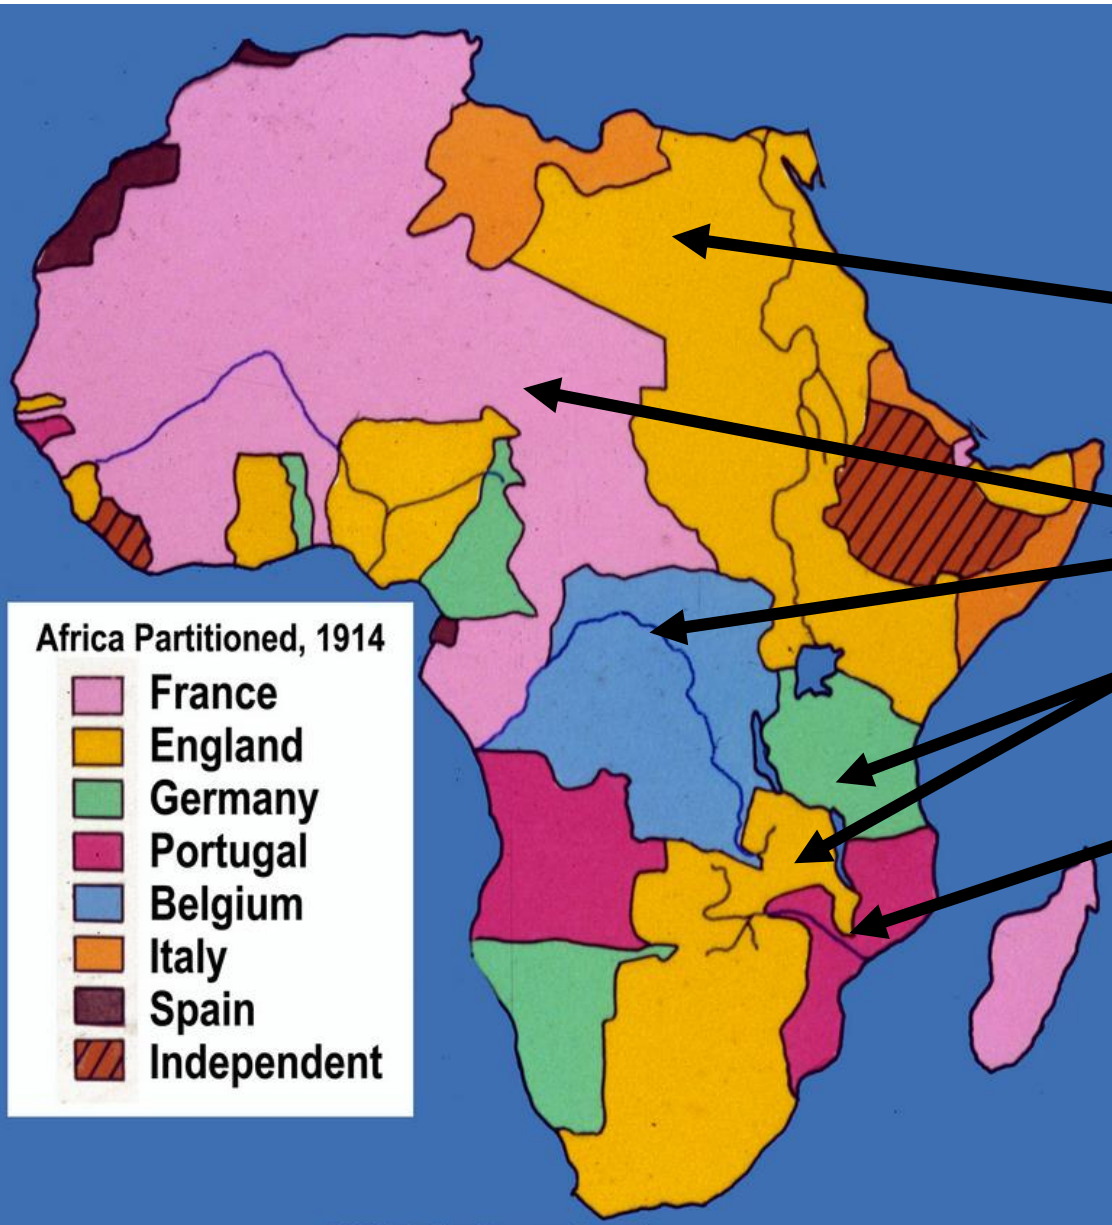 Africa Partitioned, 1914
France
England
Germany
Portugal
Belgium
Italy
Spain
Independent